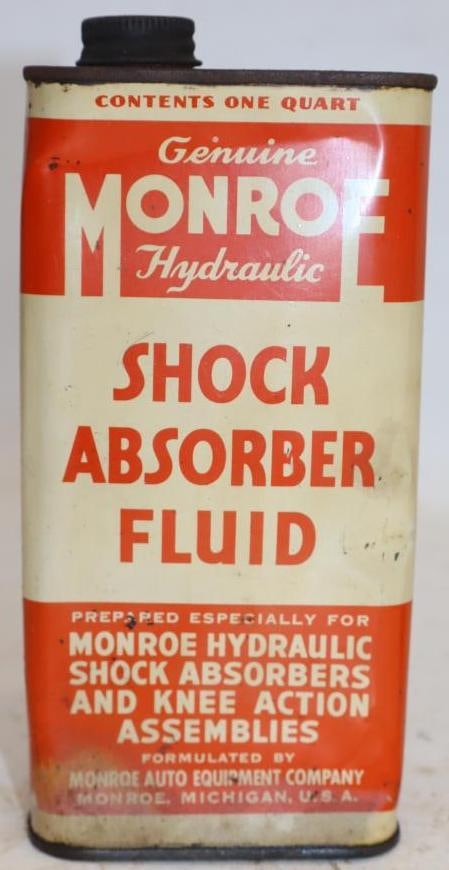 CONTENTS ONE QUART
Genuine
MONROE
Hydraulic
SHOCK
ABSORBER
FLUID
PREPARED ESPECIALLY FOR
MONROE HYDRAULIC
SHOCK ABSORBERS
AND KNEE ACTION
ASSEMBLIES
FORMULATED BY
MONROE AUTO EQUIPMENT COMPANY
MONROE, MICHIGAN, U.S.A.